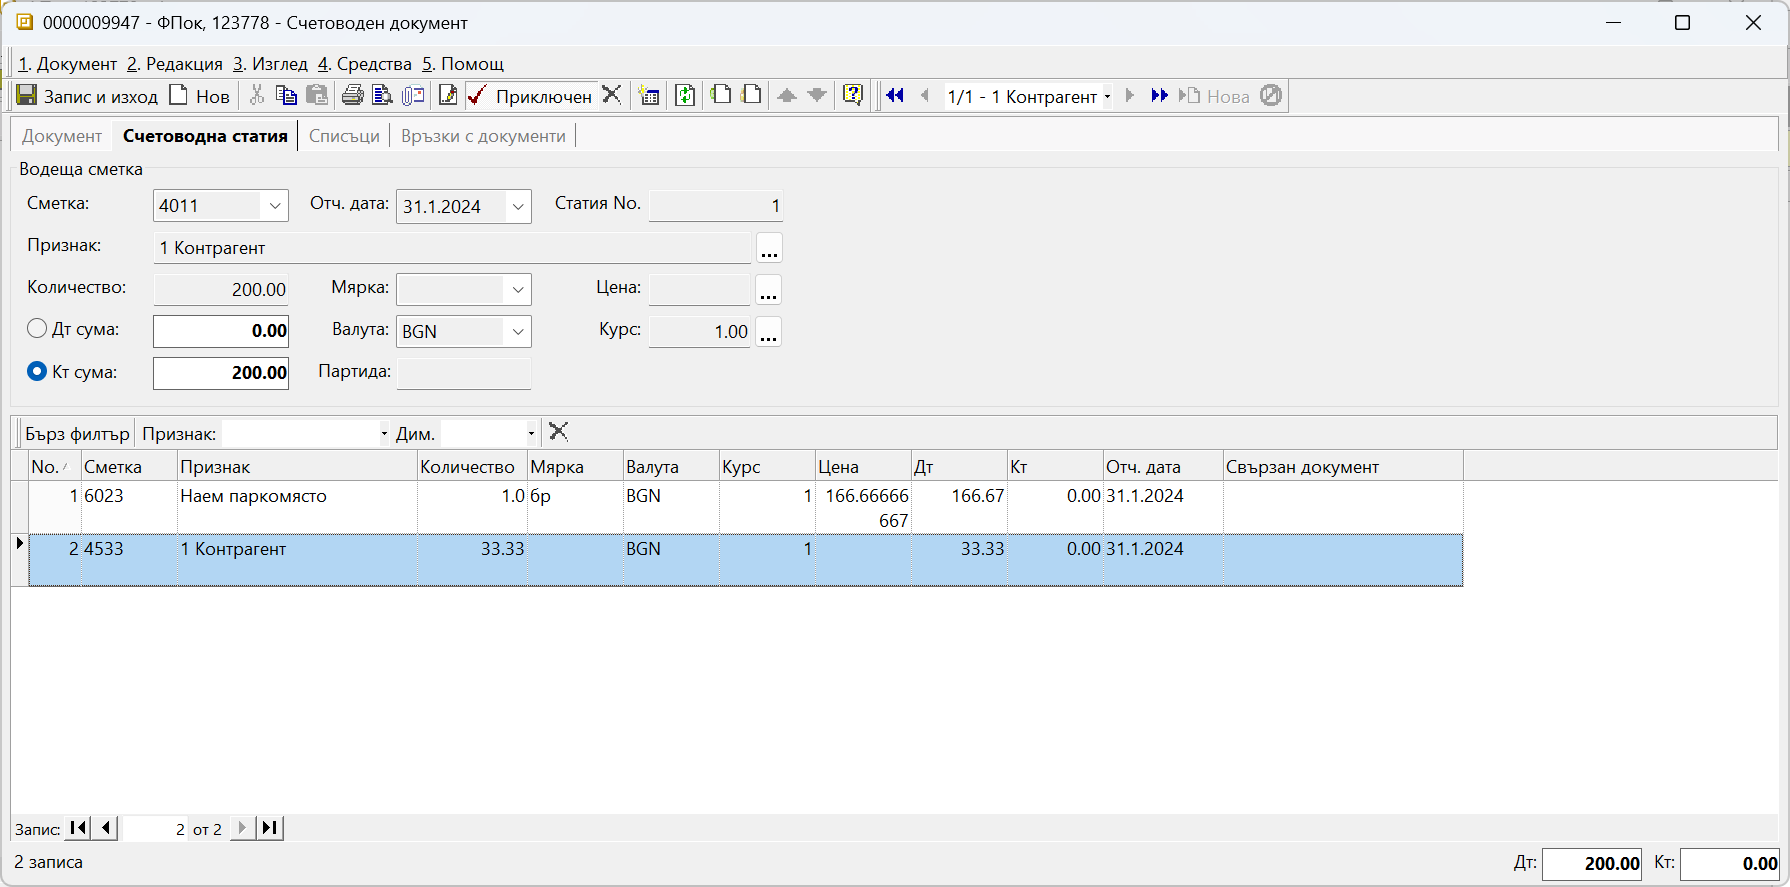 0000009947 - ФПок, 123778 - Счетоводен документ
1. Документ 2. Редакция 3. Изглед 4. Средства 5. Помощ
Запис и изход Нов Приключен 1/1 - 1 Контрагент Нова
Документ Счетоводна статия Списъци Връзки с документи
Водеща сметка
Сметка: 4011 Отч. дата: 31.1.2024 Статия No. 1
Признак: 1 Контрагент ...
Количество: 200.00 Мярка: Цена: ...
Дт сума: 0.00 Валута: BGN Курс: 1.00 ...
Кт сума: 200.00 Партида:
Бърз филтър Признак: Дим.
No. Сметка Признак Количество Мярка Валута Курс Цена Дт Кт Отч. дата Свързан документ
1 6023 Наем паркомясто 1.0 бр BGN 1 166.66666 166.67 0.00 31.1.2024
667
2 4533 1 Контрагент 33.33 BGN 1 33.33 0.00 31.1.2024
Запис: 2 от 2
2 записа Дт: 200.00 Кт: 0.00